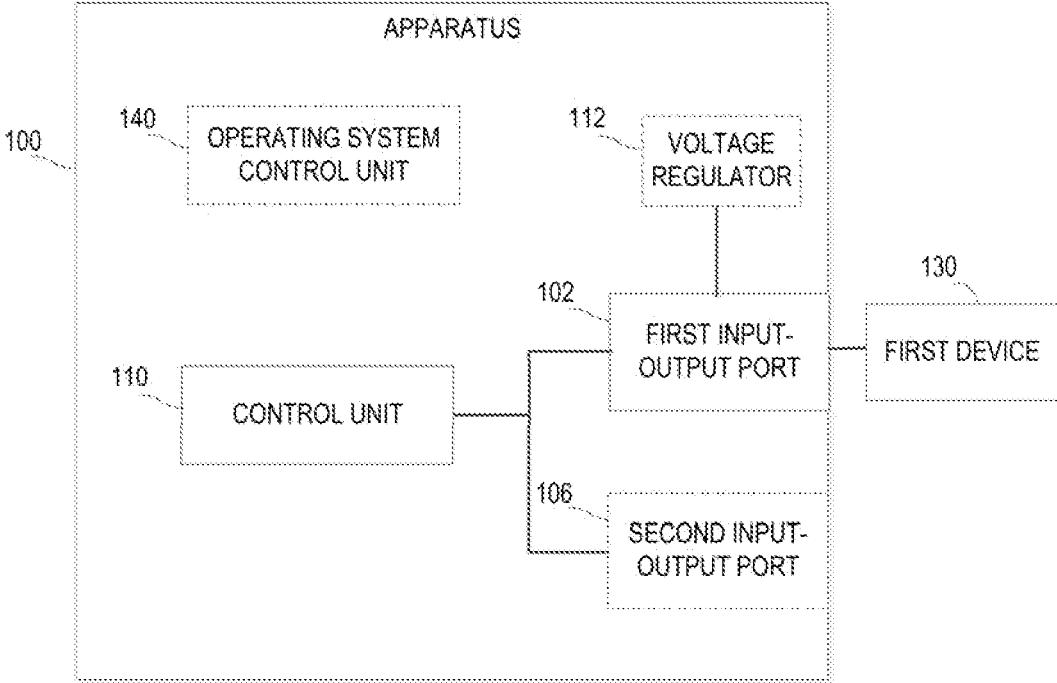 APPARATUS
100
140
OPERATING SYSTEM
CONTROL UNIT
112
VOLTAGE
REGULATOR
102
FIRST INPUT-
OUTPUT PORT
130
FIRST DEVICE
110
CONTROL UNIT
106
SECOND INPUT-
OUTPUT PORT